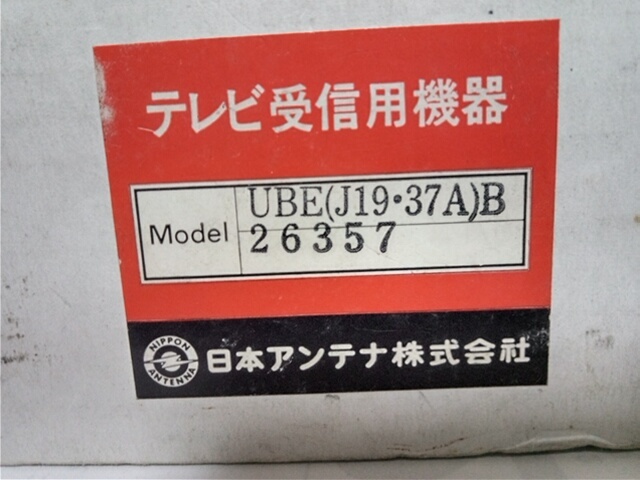 テレビ受信用機器
Model
UBE(J19・37A)B
26357
NIPPON
ANTENNA
日本アンテナ株式会社